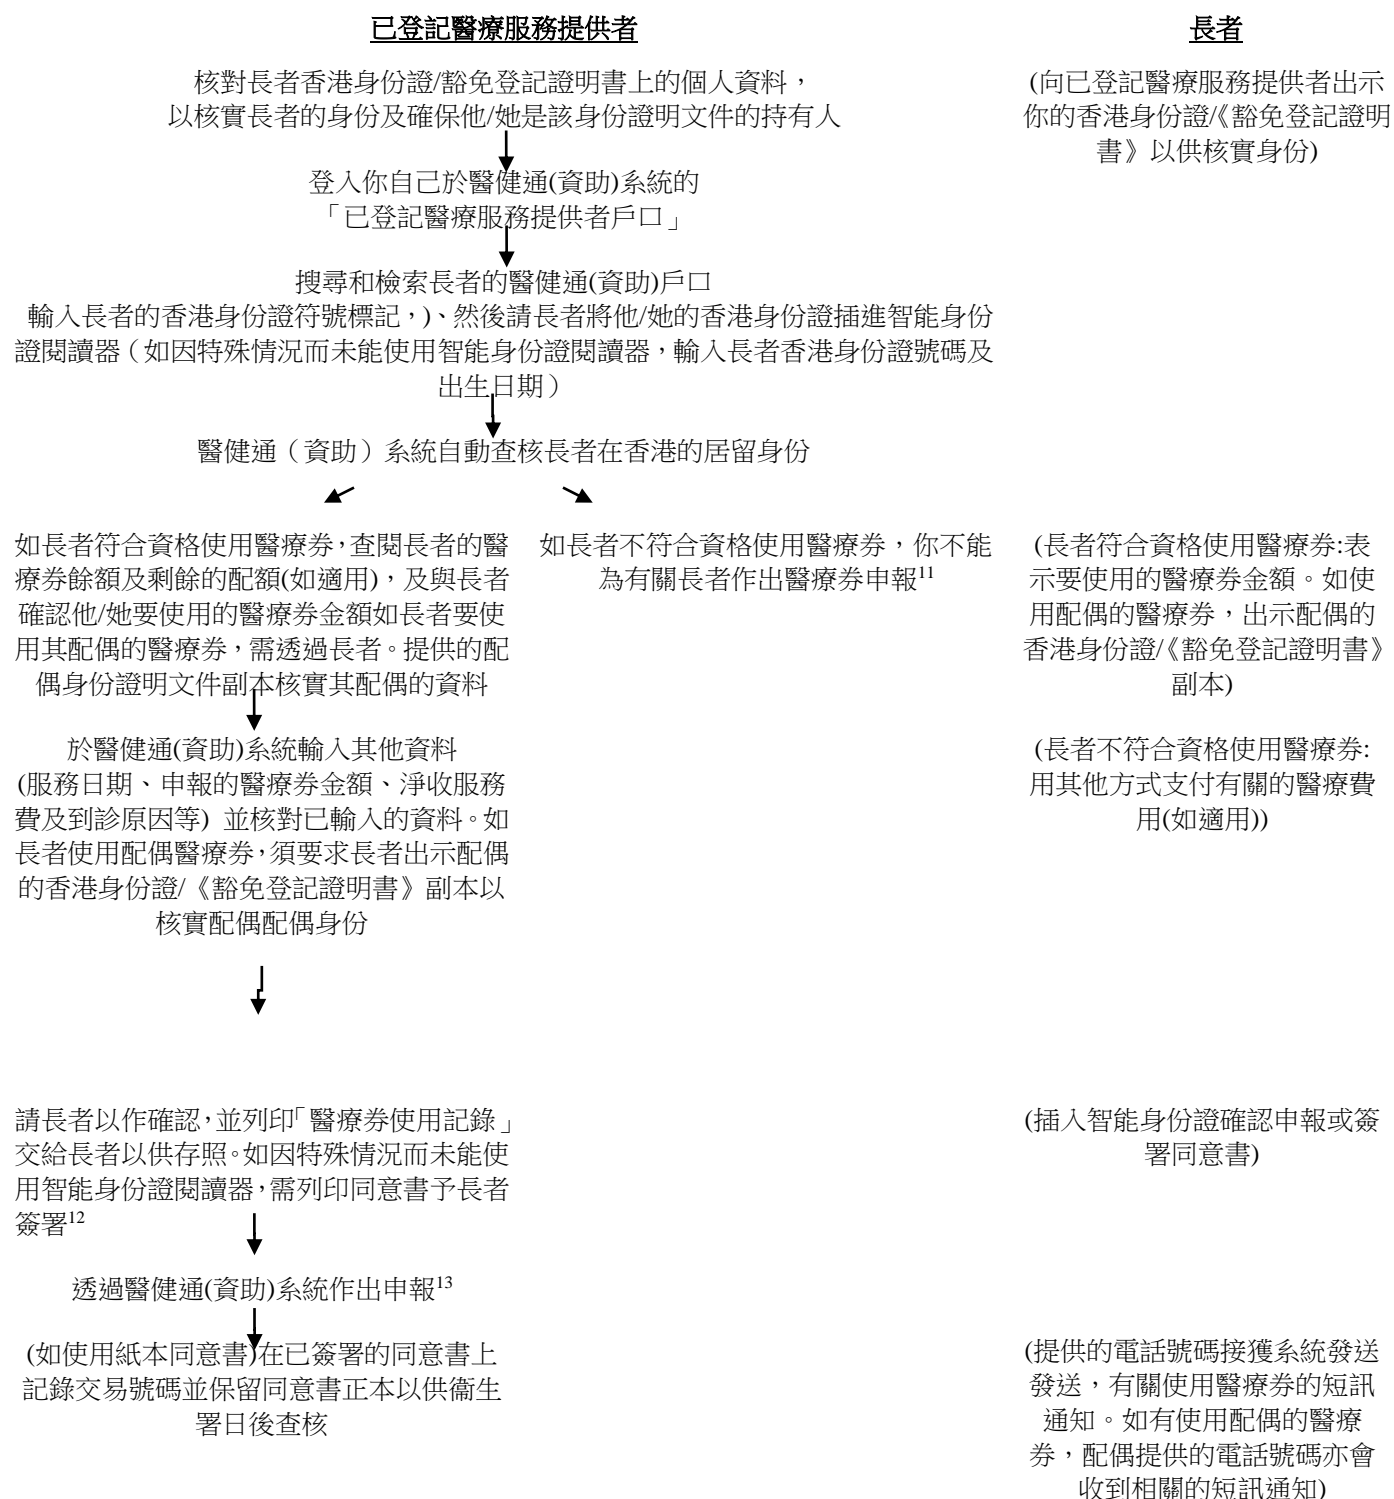 已登記醫療服務提供者
長者
核對長者香港身份證/豁免登記證明書上的個人資料，
以核實長者的身份及確保他/她是該身份證明文件的持有人
(向已登記醫療服務提供者出示
你的香港身份證/《豁免登記證明
書》以供核實身份)
登入你自己於醫健通(資助)系統的
「已登記醫療服務提供者戶口」
搜尋和檢索長者的醫健通(資助)戶口
輸入長者的香港身份證符號標記，)、然後請長者將他/她的香港身份證插進智能身份
證閱讀器（如因特殊情況而未能使用智能身份證閱讀器，輸入長者香港身份證號碼及
出生日期）
醫健通（資助）系統自動查核長者在香港的居留身份
如長者符合資格使用醫療券，查閱長者的醫
療券餘額及剩餘的配額(如適用)，及與長者
確認他/她要使用的醫療券金額如長者要使
用其配偶的醫療券，需透過長者。提供的配
偶身份證明文件副本核實其配偶的資料
如長者不符合資格使用醫療券，你不能
為有關長者作出醫療券申報11
(長者符合資格使用醫療券:表
示要使用的醫療券金額。如使
用配偶的醫療券，出示配偶的
香港身份證/《豁免登記證明書》
副本)
於醫健通(資助)系統輸入其他資料
(服務日期、申報的醫療券金額、淨收服務
費及到診原因等) 並核對已輸入的資料。如
長者使用配偶醫療券，須要求長者出示配偶
的香港身份證/《豁免登記證明書》副本以
核實配偶配偶身份
(長者不符合資格使用醫療券:
用其他方式支付有關的醫療費
用(如適用))
請長者以作確認，並列印「醫療券使用記錄」
交給長者以供存照。如因特殊情況而未能使
用智能身份證閱讀器，需列印同意書予長者
簽署12
(插入智能身份證確認申報或簽
署同意書)
透過醫健通(資助)系統作出申報13
(如使用紙本同意書)在已簽署的同意書上
記錄交易號碼並保留同意書正本以供衞生
署日後查核
(提供的電話號碼接獲系統發送
發送，有關使用醫療券的短訊
通知。如有使用配偶的醫療
券，配偶提供的電話號碼亦會
收到相關的短訊通知)